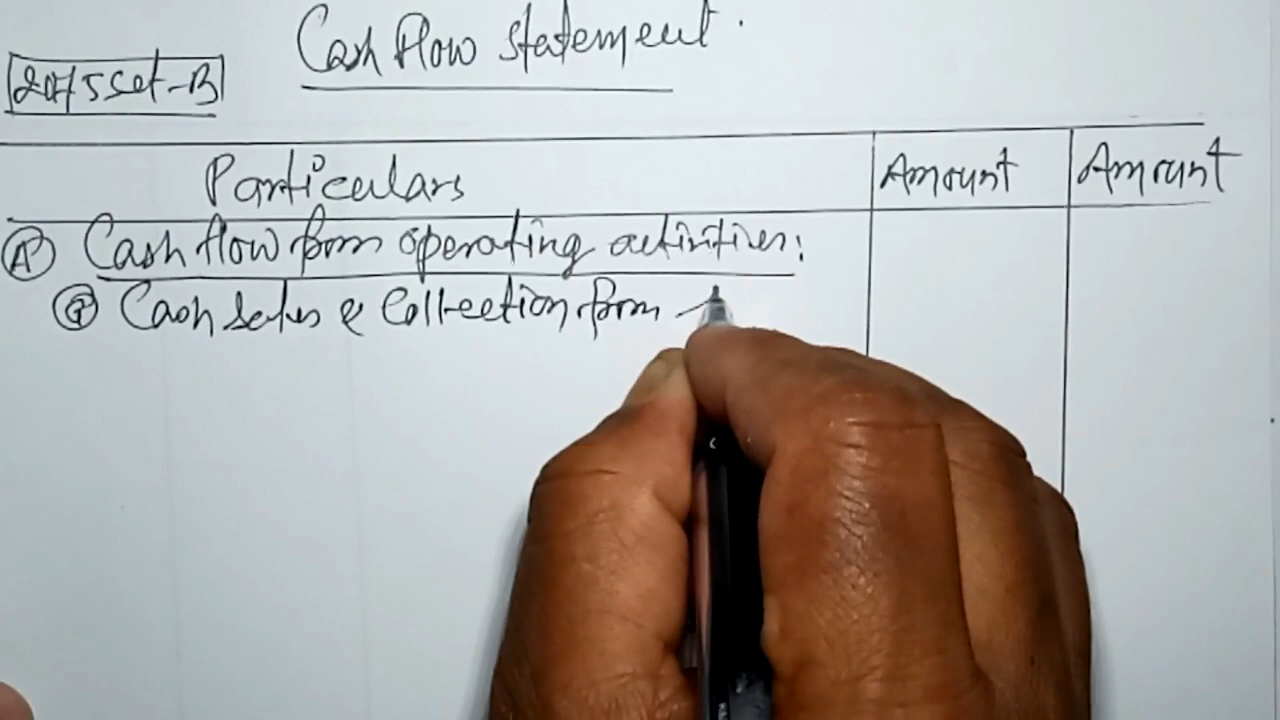 Cash flow statement
2075 Set-B
Particulars Amount Amount
(A) Cash flow from operating activities:
Cash sales & Collection from